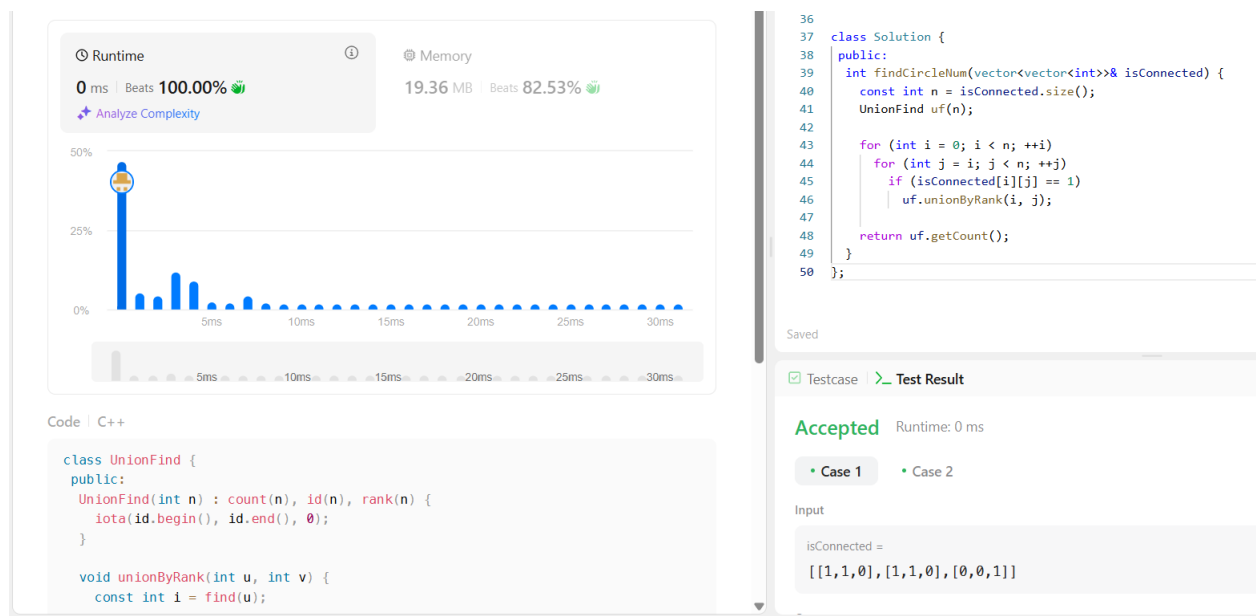 Runtime
0 ms | Beats 100.00%
Analyze Complexity
Memory
19.36 MB | Beats 82.53%
50%
25%
0%
5ms 10ms 15ms 20ms 25ms 30ms
5ms 10ms 15ms 20ms 25ms 30ms
Code | C++
class UnionFind {
public:
UnionFind(int n) : count(n), id(n), rank(n) {
iota(id.begin(), id.end(), 0);
}
void unionByRank(int u, int v) {
const int i = find(u);
36
37 class Solution {
38 public:
39 int findCircleNum(vector<vector<int>>& isConnected) {
40 const int n = isConnected.size();
41 UnionFind uf(n);
42
43 for (int i = 0; i < n; ++i)
44 for (int j = i; j < n; ++j)
45 if (isConnected[i][j] == 1)
46 uf.unionByRank(i, j);
47
48 return uf.getCount();
49 }
50 };
Saved
Testcase | >_ Test Result
Accepted Runtime: 0 ms
• Case 1 • Case 2
Input
isConnected =
[[1,1,0],[1,1,0],[0,0,1]]